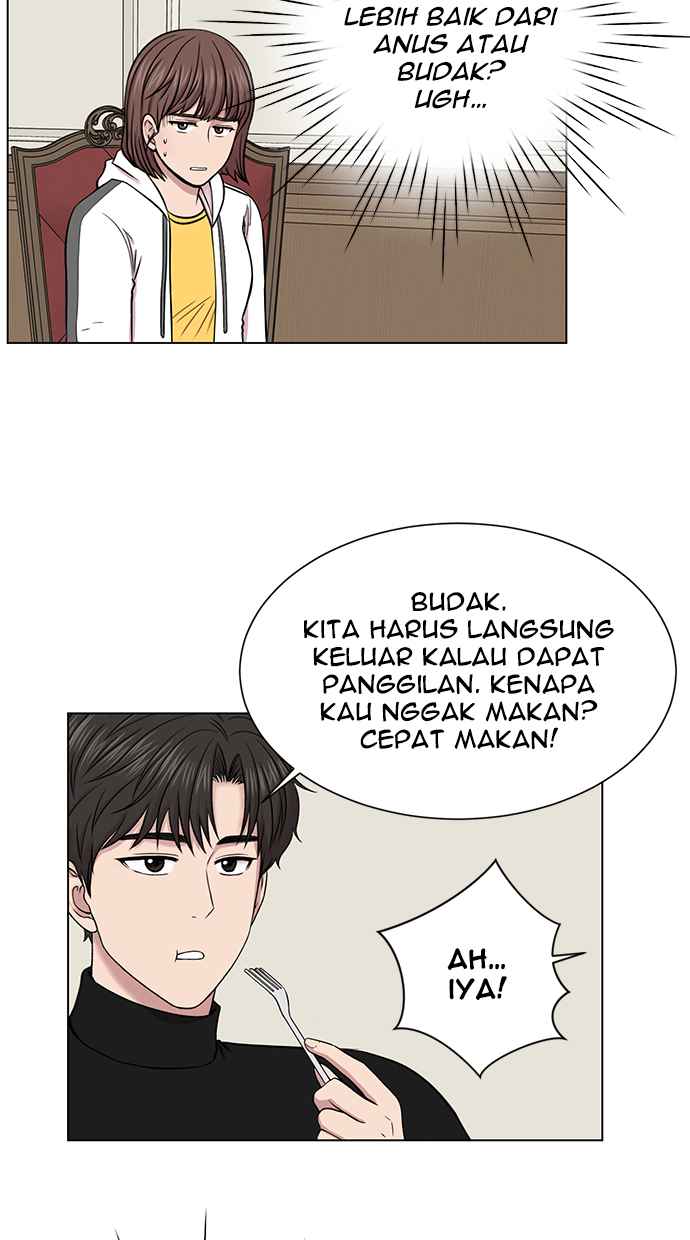 LEBIH BAIK DARI
ANUS ATAU
BUDAK?
UGH...
BUDAK.
KITA HARUS LANGSUNG
KELUAR KALAU DAPAT
PANGGILAN. KENAPA
KAU NGGAK MAKAN?
CEPAT MAKAN!
AH...
IYA!